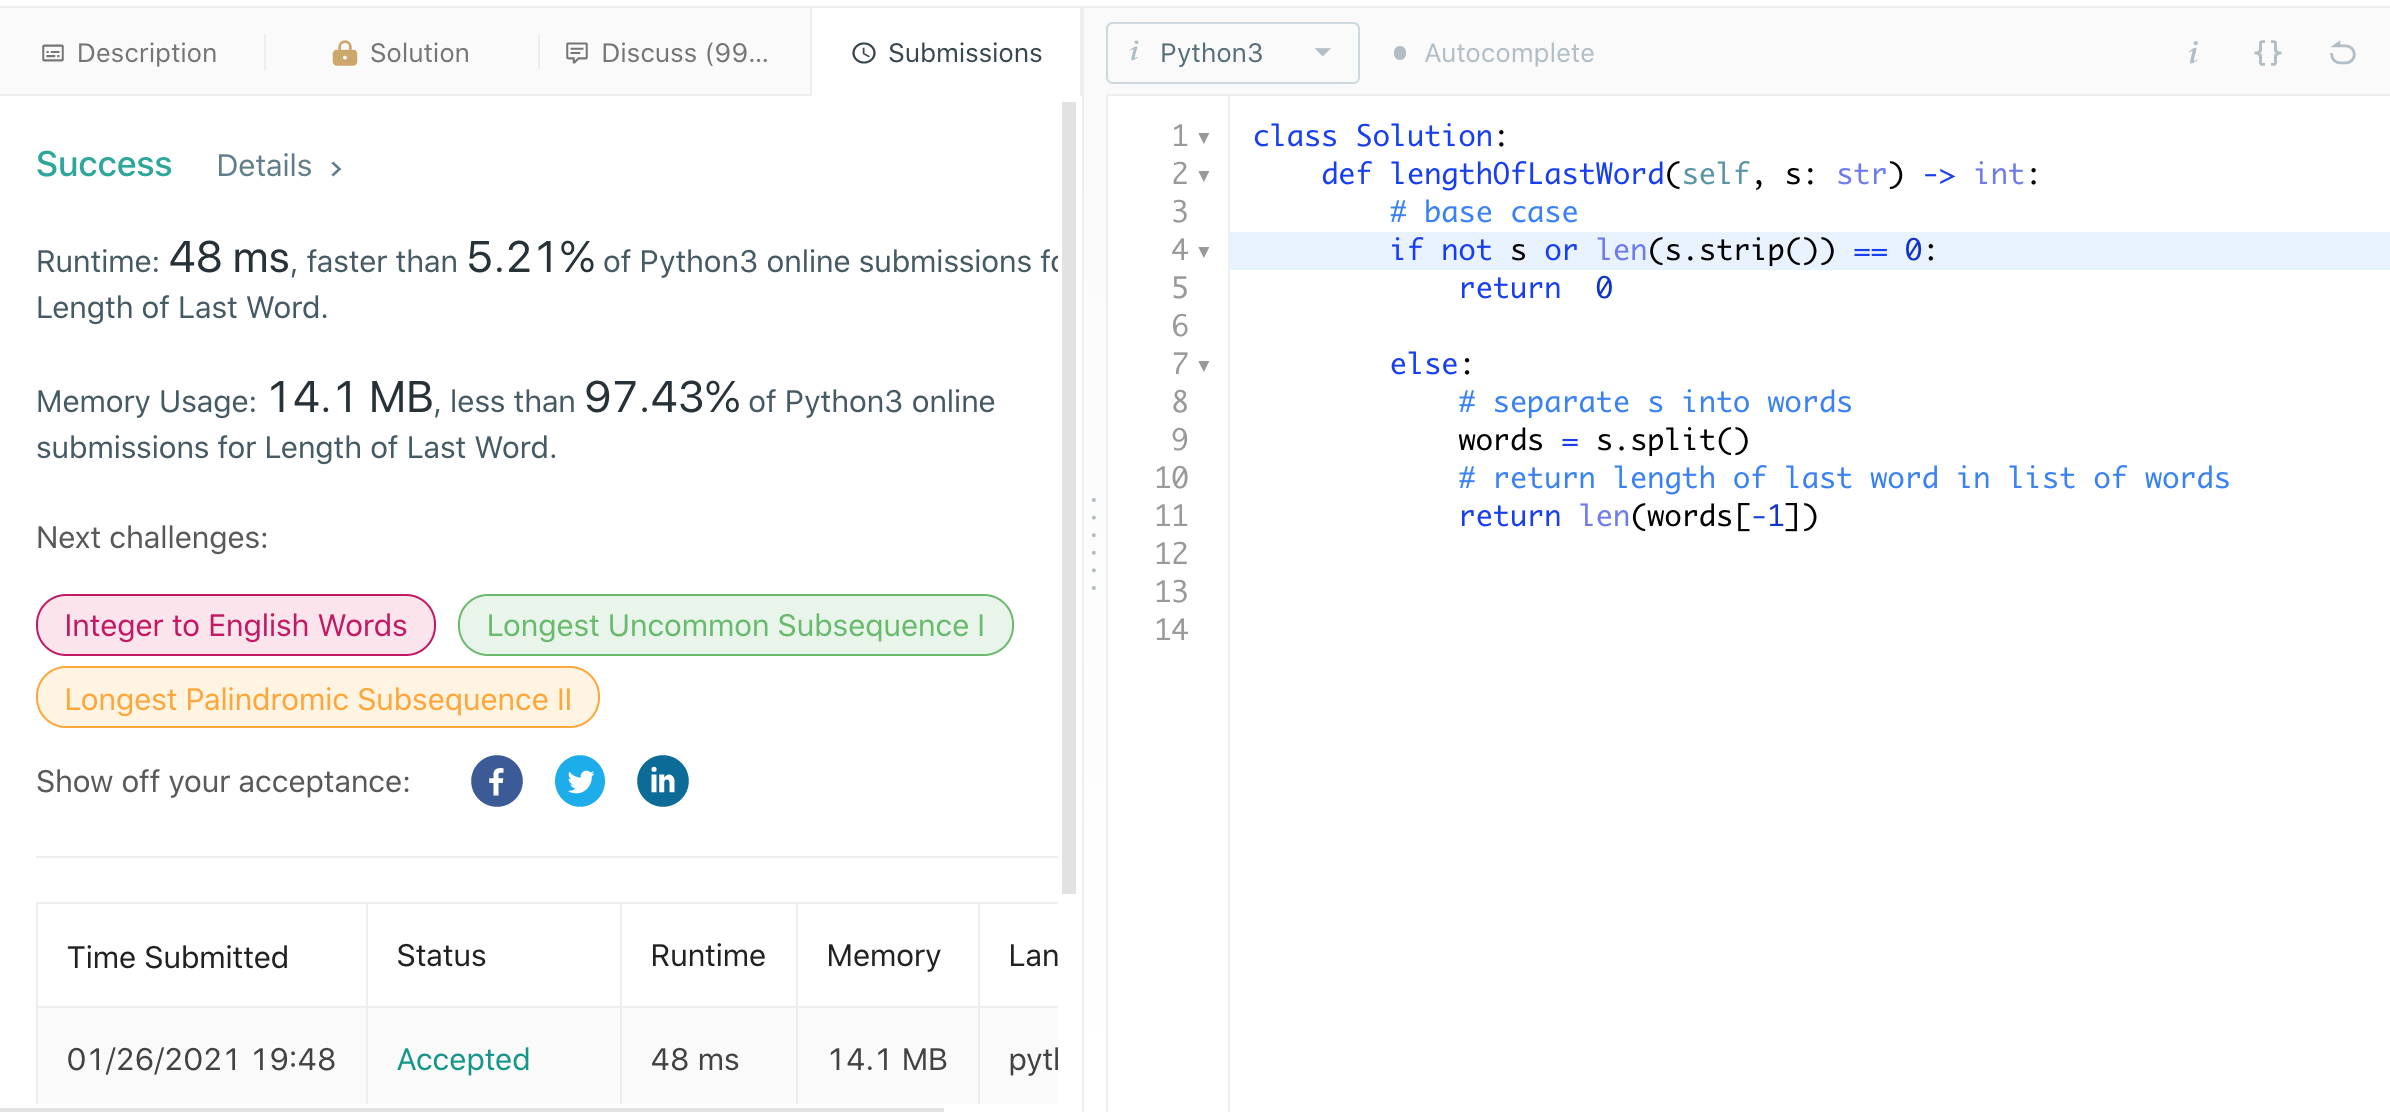 Description
Solution
Discuss (99...
Submissions
Success Details >
Runtime: 48 ms, faster than 5.21% of Python3 online submissions fo
Length of Last Word.
Memory Usage: 14.1 MB, less than 97.43% of Python3 online
submissions for Length of Last Word.
Next challenges:
Integer to English Words
Longest Uncommon Subsequence I
Longest Palindromic Subsequence II
Show off your acceptance:
f
in
Time Submitted Status Runtime Memory Lan
01/26/2021 19:48 Accepted 48 ms 14.1 MB pyth
i Python3
Autocomplete
i {}
1 class Solution:
2     def lengthOfLastWord(self, s: str) -> int:
3         # base case
4         if not s or len(s.strip()) == 0:
5             return  0
6
7         else:
8             # separate s into words
9             words = s.split()
10             # return length of last word in list of words
11             return len(words[-1])
12
13
14